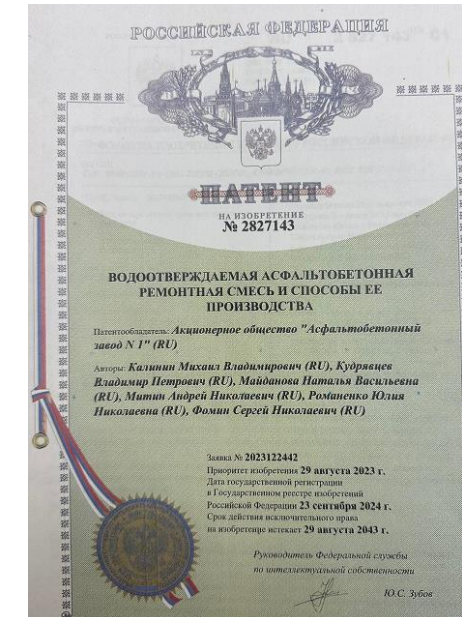 РОССИЙСКАЯ ФЕДЕРАЦИЯ
ПАТЕНТ
НА ИЗОБРЕТЕНИЕ
№ 2827143
ВОДООТВЕРЖДАЕМАЯ АСФАЛЬТОБЕТОННАЯ
РЕМОНТНАЯ СМЕСЬ И СПОСОБЫ ЕЕ
ПРОИЗВОДСТВА
Патентообладатель: Акционерное общество "Асфальтобетонный
завод N 1" (RU)
Авторы: Калинин Михаил Владимирович (RU), Кудрявцев
Владимир Петрович (RU), Майданова Наталья Васильевна
(RU), Митин Андрей Николаевич (RU), Романенко Юлия
Николаевна (RU), Фомин Сергей Николаевич (RU)
Заявка № 2023122442
Приоритет изобретения 29 августа 2023 г.
Дата государственной регистрации
в Государственном реестре изобретений
Российской Федерации 23 сентября 2024 г.
Срок действия исключительного права
на изобретение истекает 29 августа 2043 г.
Руководитель Федеральной службы
по интеллектуальной собственности
Ю.С. Зубов